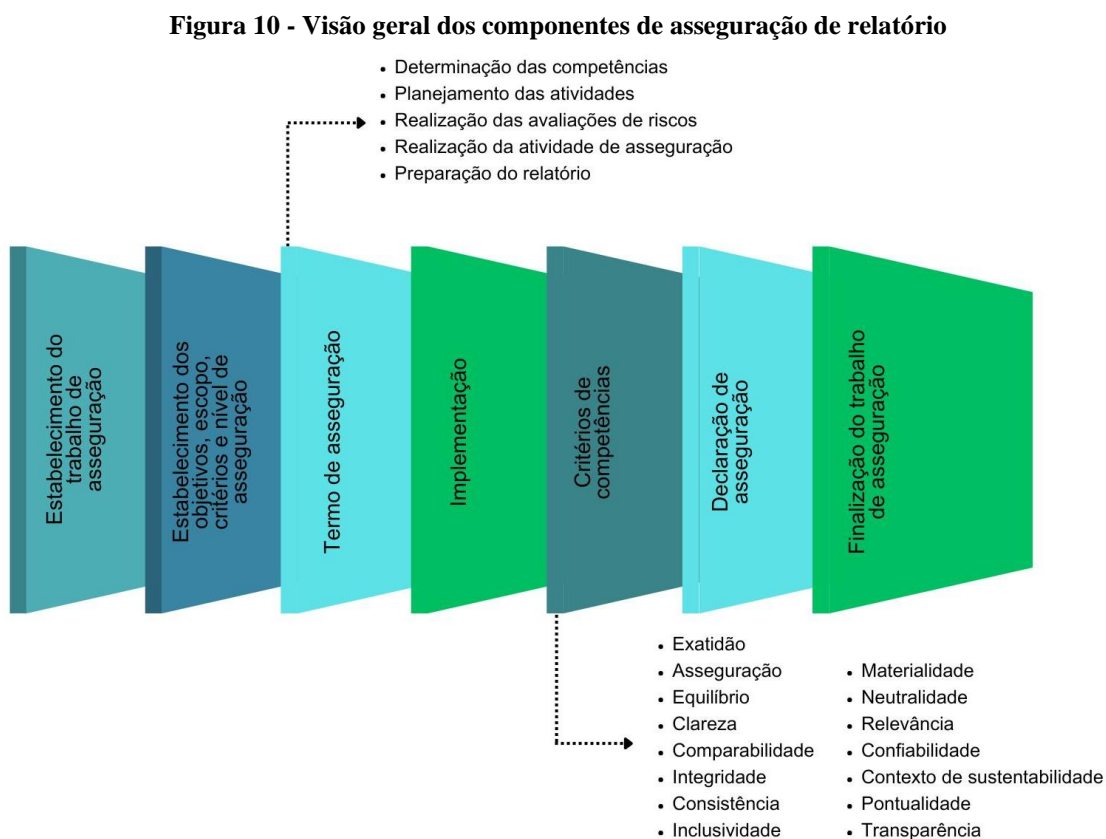 Figura 10 - Visão geral dos componentes de asseguração de relatório
• Determinação das competências
• Planejamento das atividades
• Realização das avaliações de riscos
• Realização da atividade de asseguração
• Preparação do relatório
Estabelecimento do
trabalho de
asseguração
Estabelecimento dos
objetivos, escopo,
critérios e nível de
asseguração
Termo de asseguração
Implementação
Critérios de
competências
Declaração de
asseguração
Finalização do trabalho
de asseguração
• Exatidão
• Asseguração
• Equilíbrio
• Clareza
• Comparabilidade
• Integridade
• Consistência
• Inclusividade
• Materialidade
• Neutralidade
• Relevância
• Confiabilidade
• Contexto de sustentabilidade
• Pontualidade
• Transparência